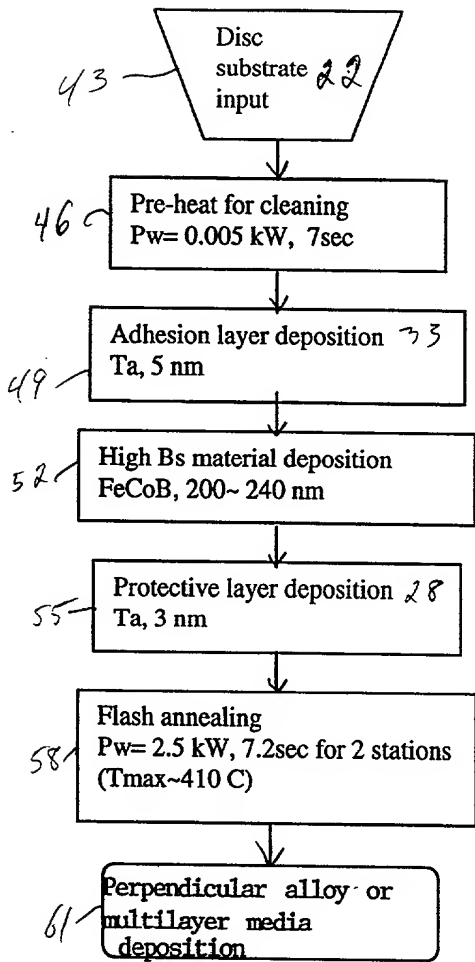 Disc
substrate 22
input
43
Pre-heat for cleaning
Pw= 0.005 kW, 7sec
46
Adhesion layer deposition 33
Ta, 5 nm
49
High Bs material deposition
FeCoB, 200~ 240 nm
52
Protective layer deposition 28
Ta, 3 nm
55
Flash annealing
Pw= 2.5 kW, 7.2sec for 2 stations
(Tmax~410 C)
58
Perpendicular alloy or
multilayer media
deposition
61